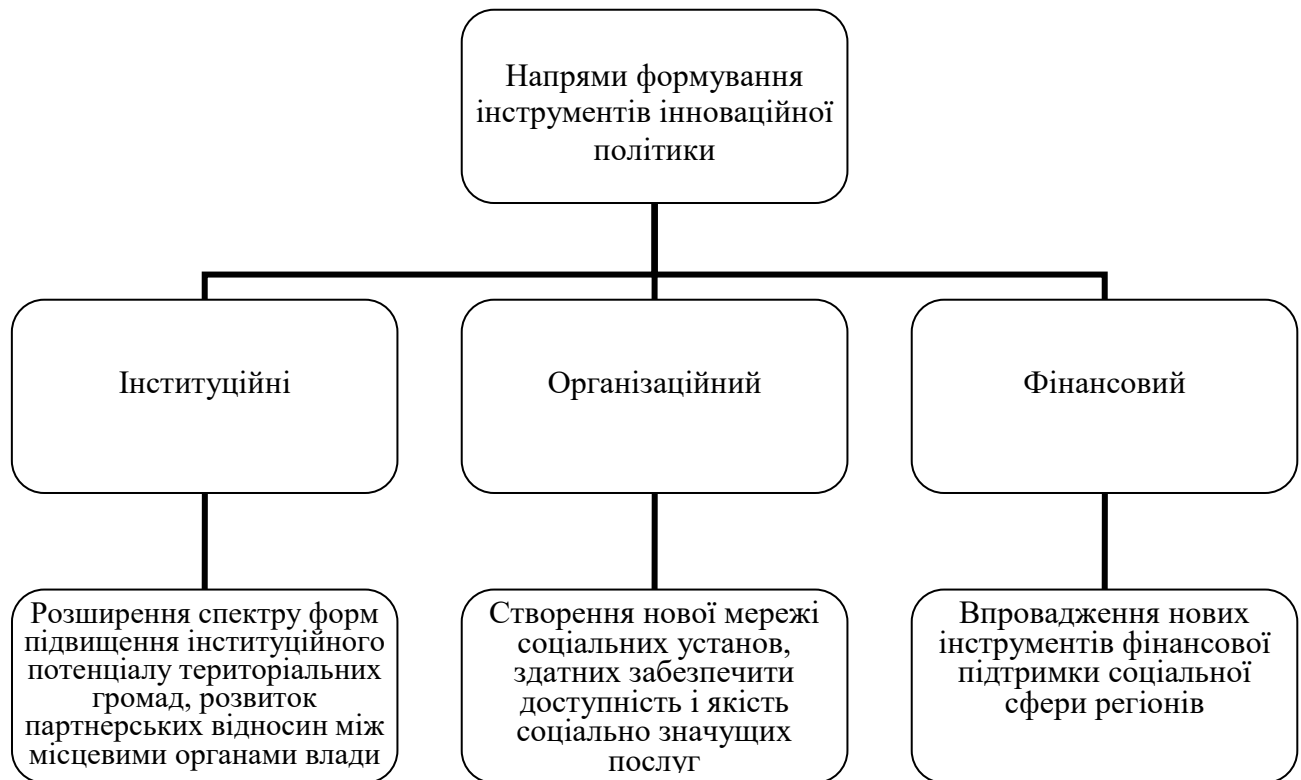 Напрями формування
інструментів інноваційної
політики
Інституційні
Організаційний
Фінансовий
Розширення спектру форм
підвищення інституційного
потенціалу територіальних
громад, розвиток
партнерських відносин між
місцевими органами влади
Створення нової мережі
соціальних установ,
здатних забезпечити
доступність і якість
соціально значущих
послуг
Впровадження нових
інструментів фінансової
підтримки соціальної
сфери регіонів